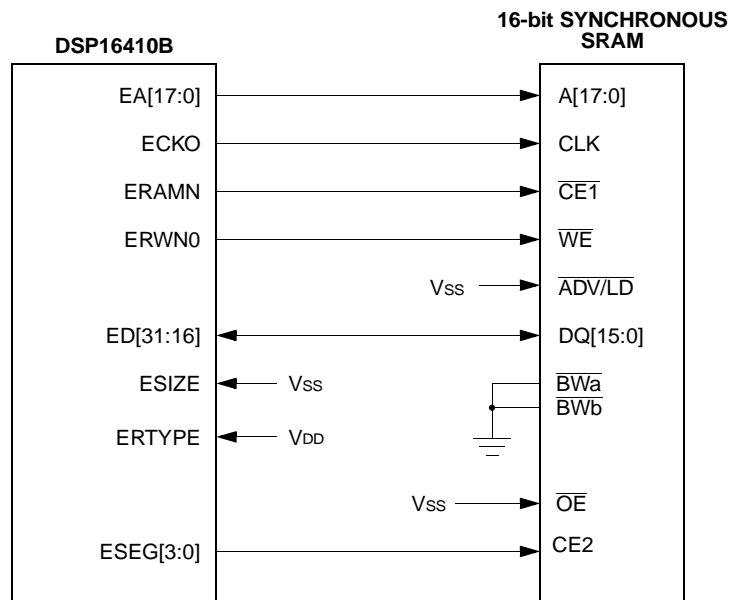 16-bit SYNCHRONOUS
SRAM
DSP16410B
EA[17:0] A[17:0]
ECKO CLK
ERAMN CE1
ERWN0 WE
VSS ADV/LD
ED[31:16] DQ[15:0]
ESIZE VSS BWa
BWb
ERTYPE VDD
VSS OE
ESEG[3:0] CE2